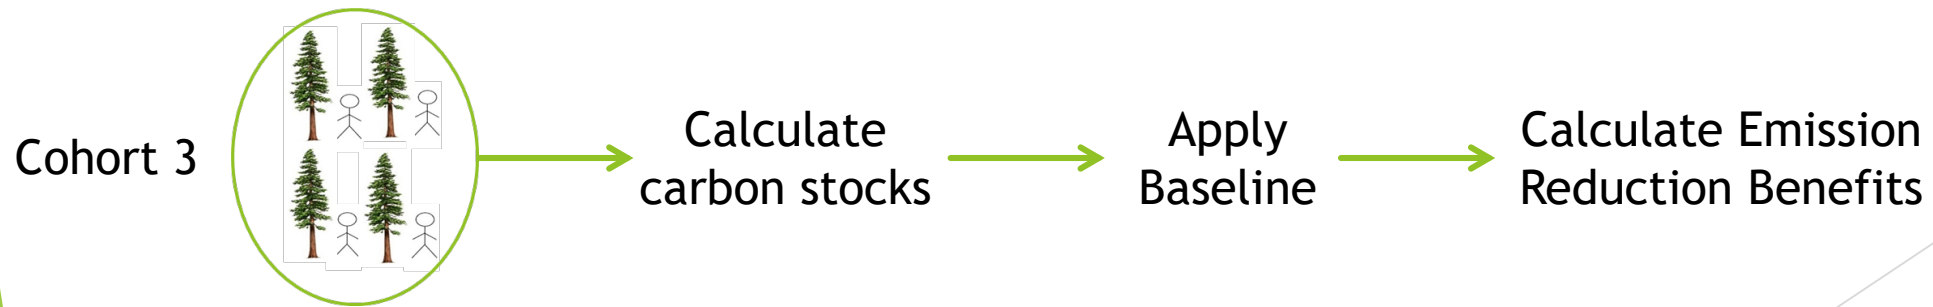 Cohort 3
Calculate
carbon stocks
Apply
Baseline
Calculate Emission
Reduction Benefits